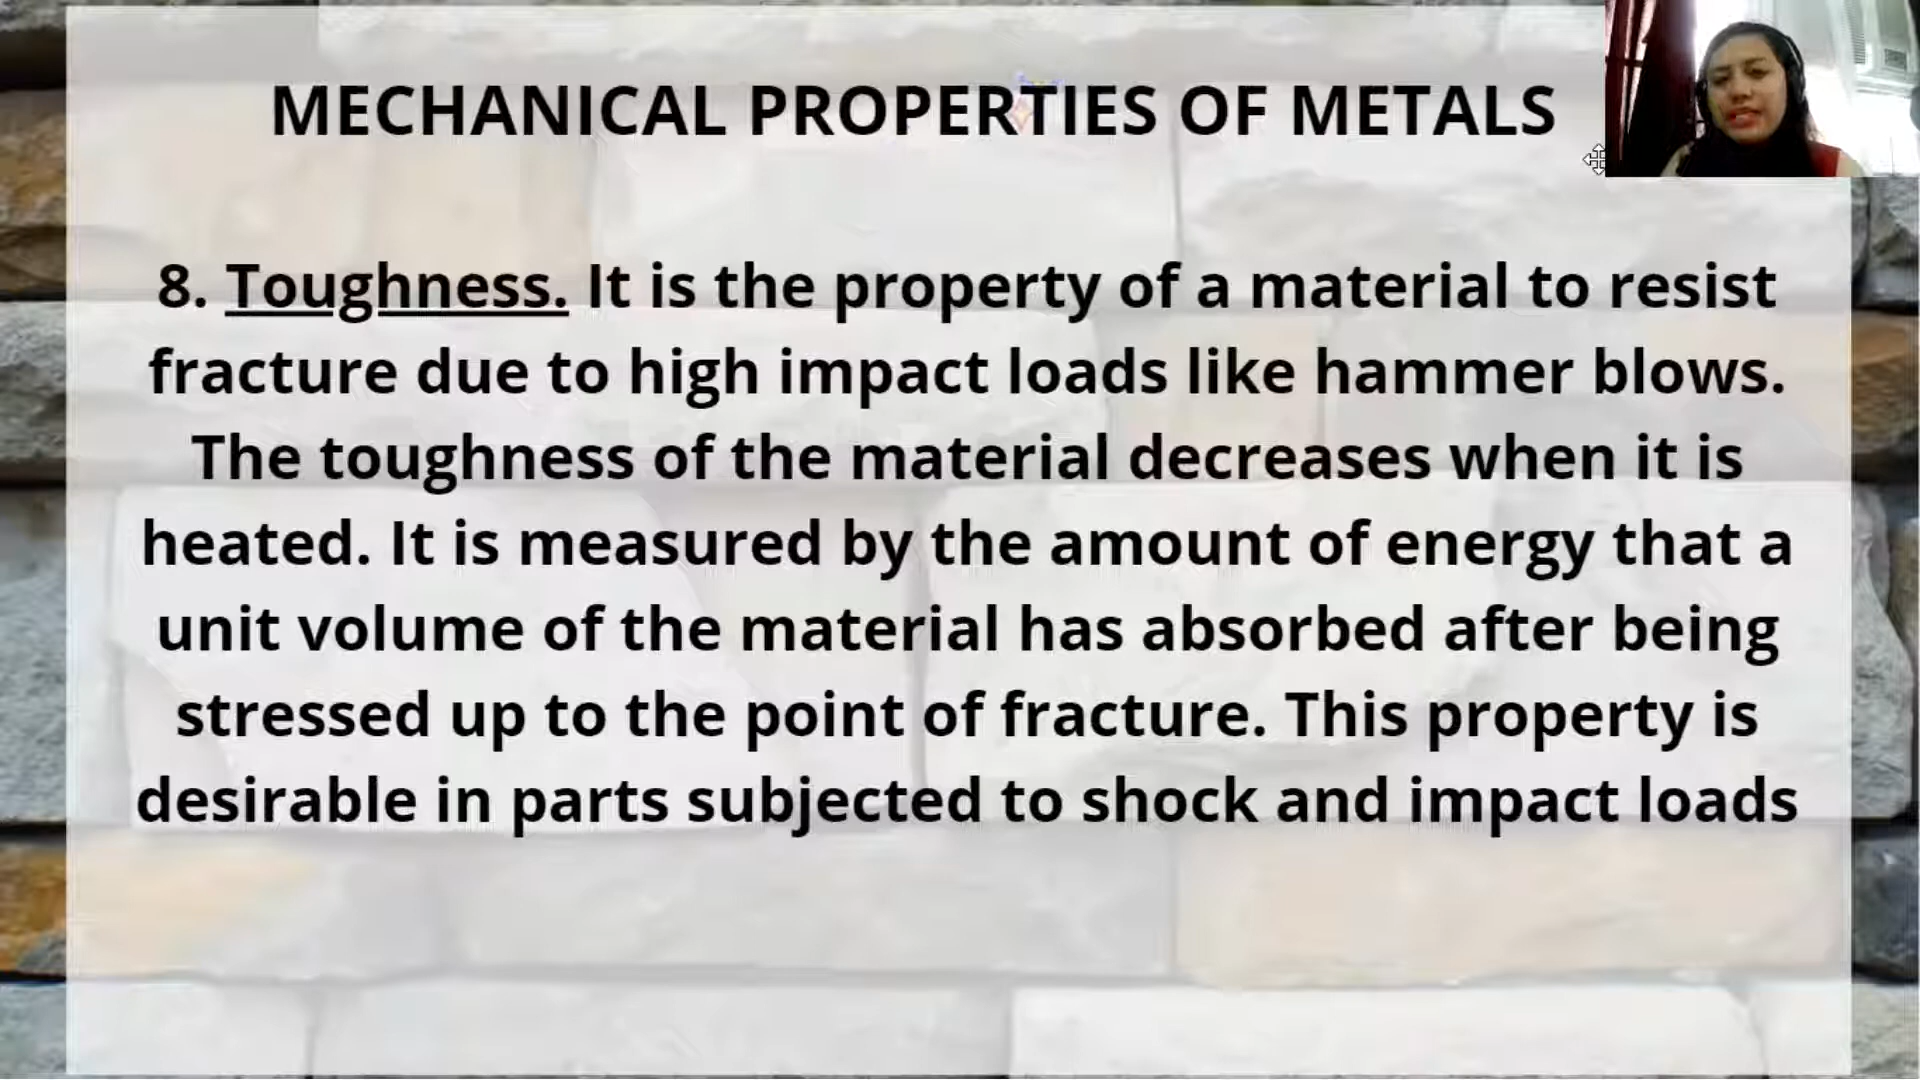 MECHANICAL PROPERTIES OF METALS
8. Toughness. It is the property of a material to resist
fracture due to high impact loads like hammer blows.
The toughness of the material decreases when it is
heated. It is measured by the amount of energy that a
unit volume of the material has absorbed after being
stressed up to the point of fracture. This property is
desirable in parts subjected to shock and impact loads